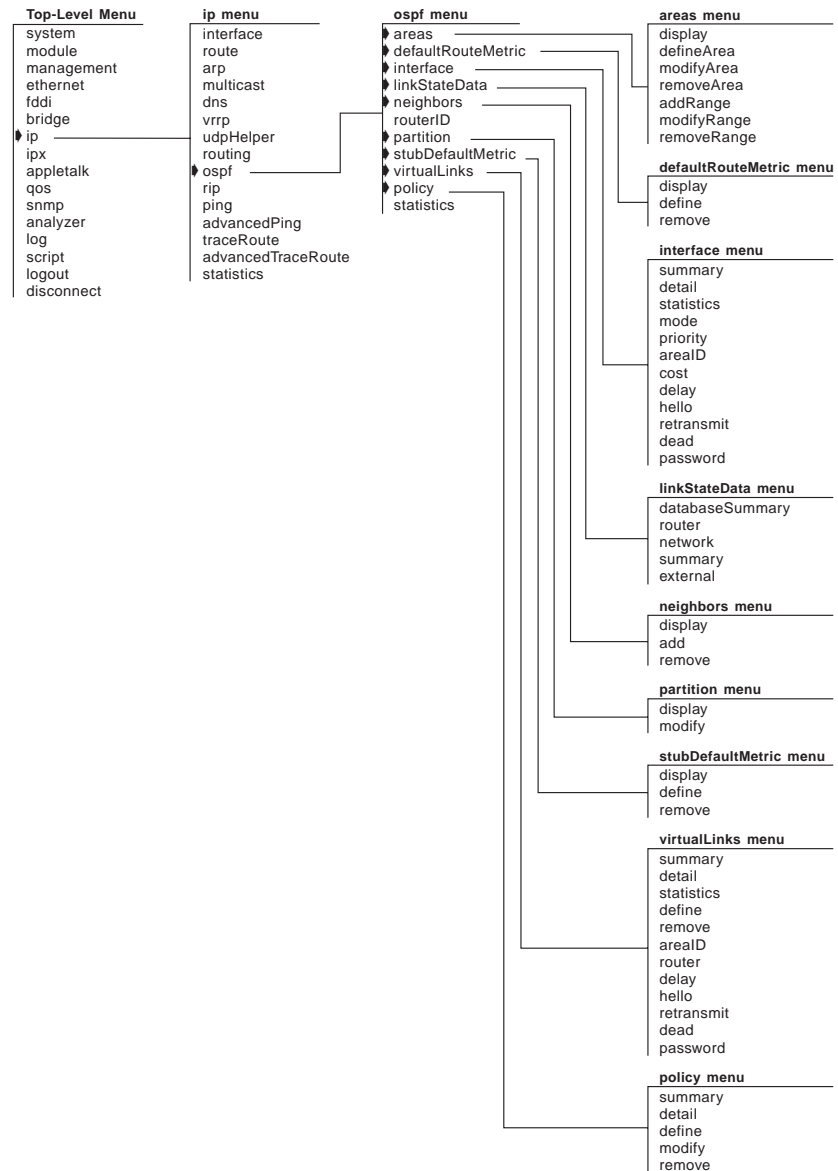 Top-Level Menu
system
module
management
ethernet
fddi
bridge
ip
ipx
appletalk
qos
snmp
analyzer
log
script
logout
disconnect
ip menu
interface
route
arp
multicast
dns
vrrp
udpHelper
routing
ospf
rip
ping
advancedPing
traceRoute
advancedTraceRoute
statistics
ospf menu
areas
defaultRouteMetric
interface
linkStateData
neighbors
routerID
partition
stubDefaultMetric
virtualLinks
policy
statistics
areas menu
display
defineArea
modifyArea
removeArea
addRange
modifyRange
removeRange
defaultRouteMetric menu
display
define
remove
interface menu
summary
detail
statistics
mode
priority
areaID
cost
delay
hello
retransmit
dead
password
linkStateData menu
databaseSummary
router
network
summary
external
neighbors menu
display
add
remove
partition menu
display
modify
stubDefaultMetric menu
display
define
remove
virtualLinks menu
summary
detail
statistics
define
remove
areaID
router
delay
hello
retransmit
dead
password
policy menu
summary
detail
define
modify
remove